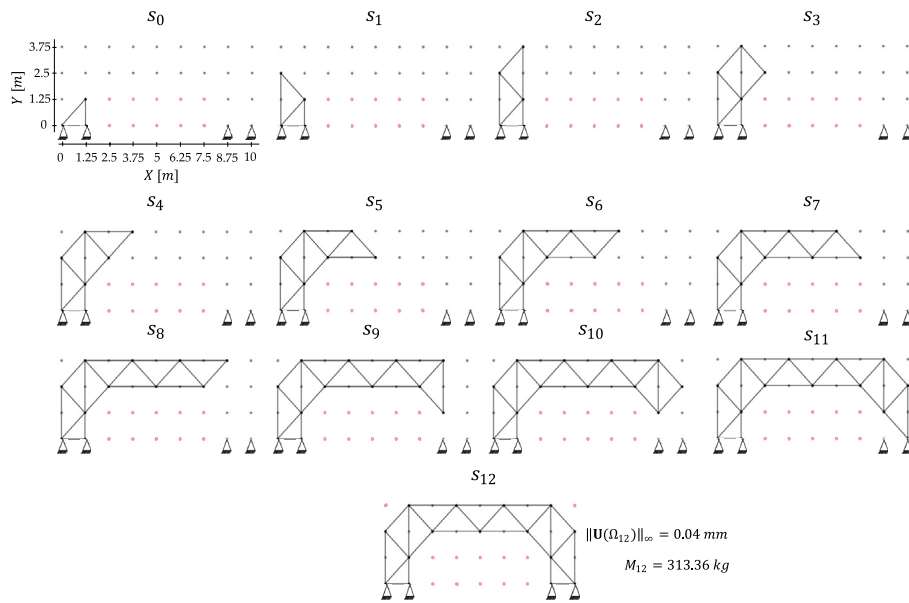 S₀ S₁ S₂ S₃
3.75
2.5
Y [m]
1.25
0
0 1.25 2.5 3.75 5 6.25 7.5 8.75 10
X [m]
S₄ S₅ S₆ S₇
S₈ S₉ S₁₀ S₁₁
S₁₂
‖U(Ω₁₂)‖∞ = 0.04 mm
M₁₂ = 313.36 kg